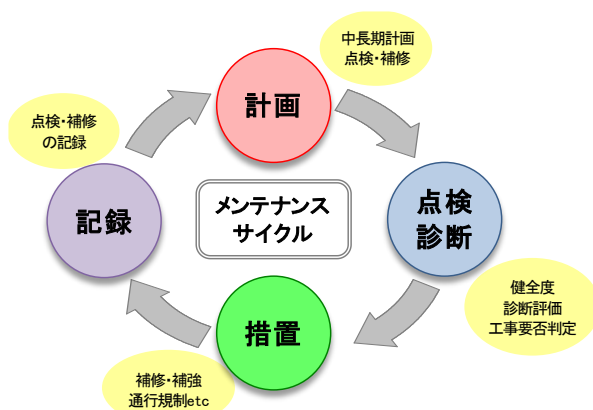 中長期計画
点検・補修
計画
点検・補修
の記録
記録
メンテナンス
サイクル
点検
診断
健全度
診断評価
工事要否判定
措置
補修・補強
通行規制etc